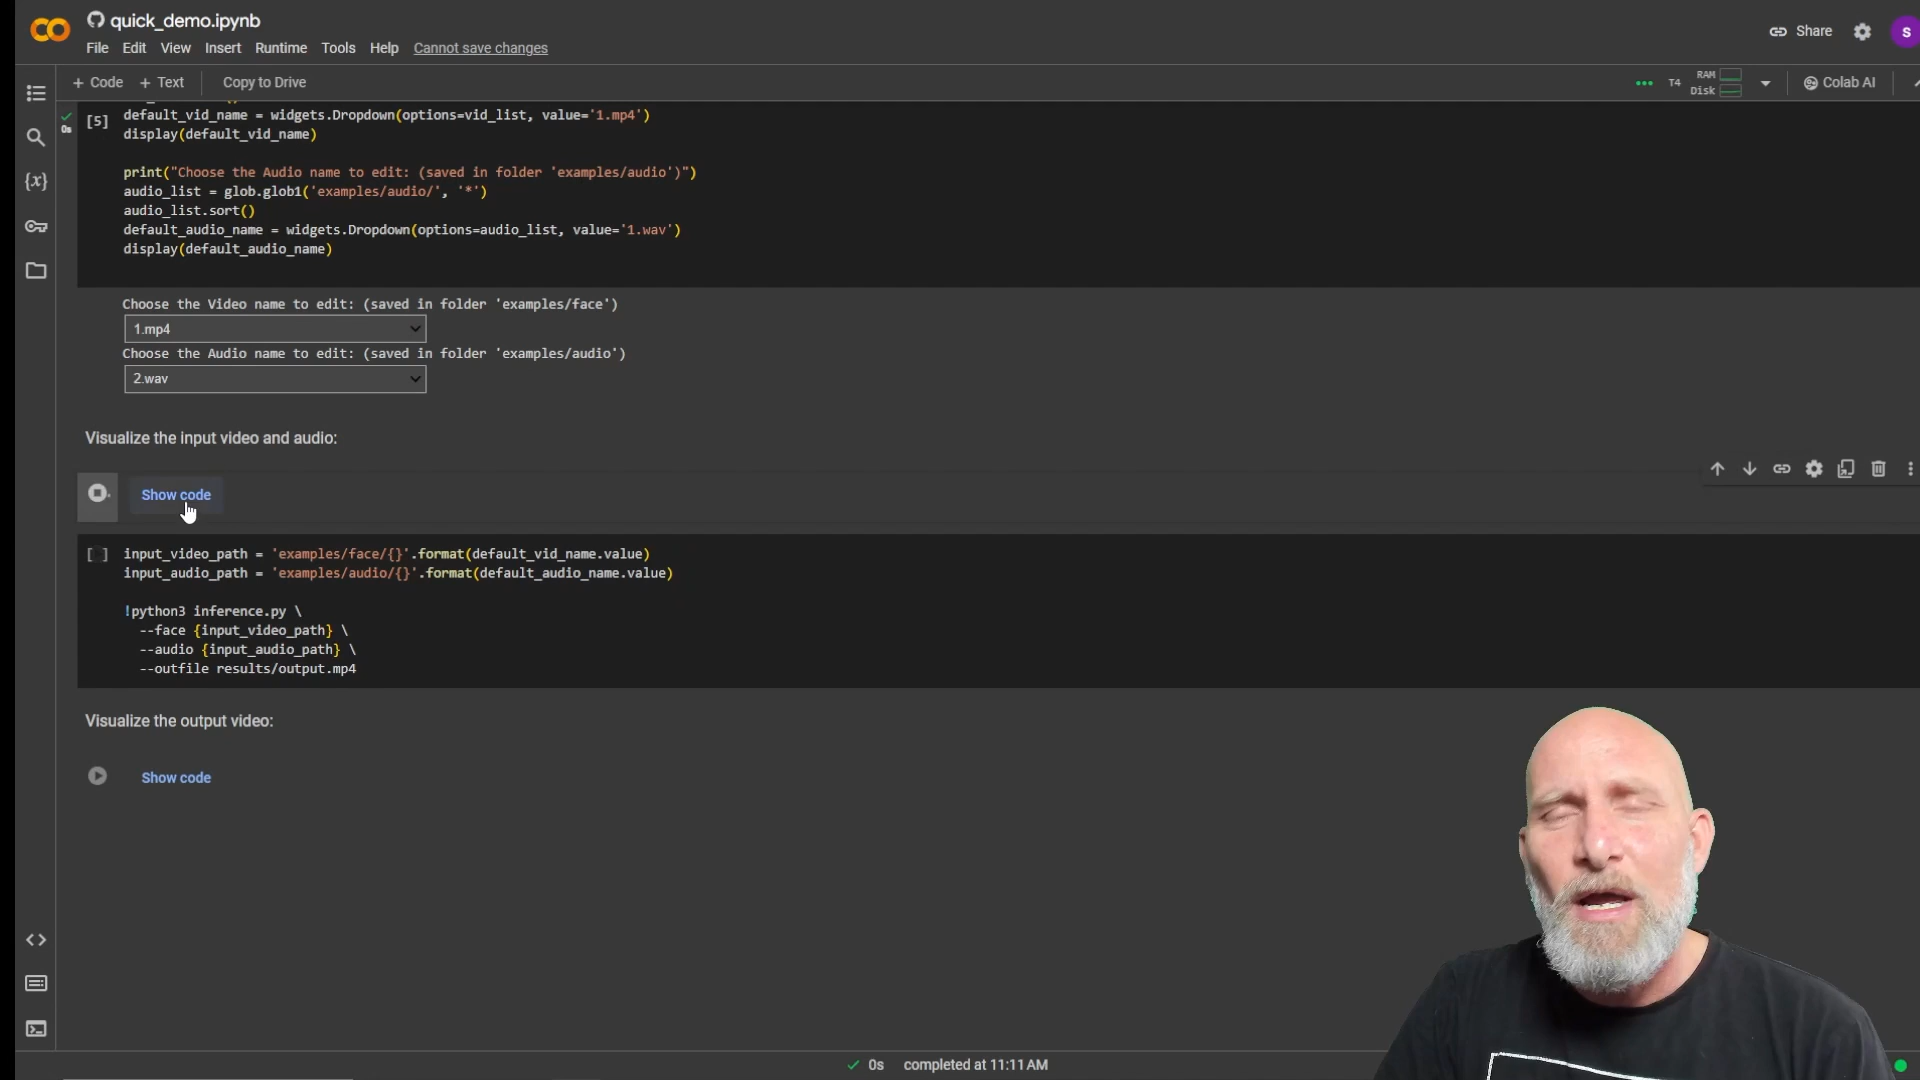 quick_demo.ipynb
File Edit View Insert Runtime Tools Help Cannot save changes
Share
S
+ Code + Text Copy to Drive
T4 RAM Disk Colab AI
0s
[5] default_vid_name = widgets.Dropdown(options=vid_list, value='1.mp4')
display(default_vid_name)
print("Choose the Audio name to edit: (saved in folder 'examples/audio')")
audio_list = glob.glob1('examples/audio/', '*')
audio_list.sort()
default_audio_name = widgets.Dropdown(options=audio_list, value='1.wav')
display(default_audio_name)
Choose the Video name to edit: (saved in folder 'examples/face')
1.mp4
Choose the Audio name to edit: (saved in folder 'examples/audio')
2.wav
Visualize the input video and audio:
Show code
[ ] input_video_path = 'examples/face/{}'.format(default_vid_name.value)
input_audio_path = 'examples/audio/{}'.format(default_audio_name.value)
!python3 inference.py \
--face {input_video_path} \
--audio {input_audio_path} \
--outfile results/output.mp4
Visualize the output video:
Show code
0s completed at 11:11 AM